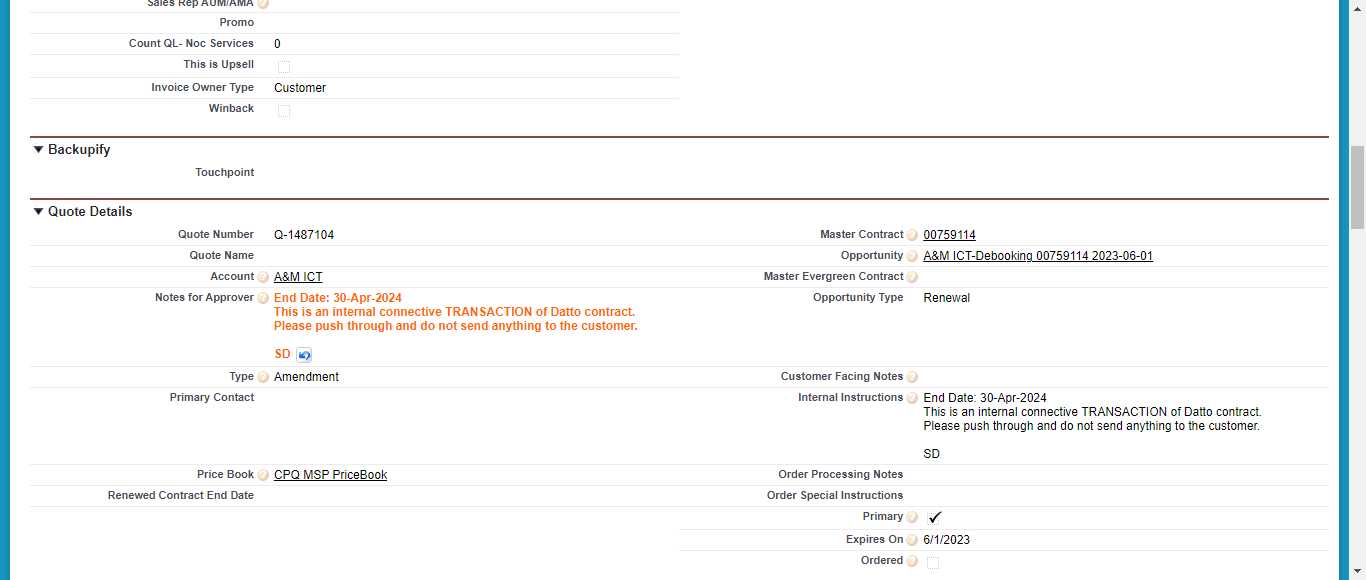 Sales Rep AUM/AMA
Promo
Count QL- Noc Services 0
This is Upsell
Invoice Owner Type Customer
Winback
Backupify
Touchpoint
Quote Details
Quote Number Q-1487104
Master Contract 00759114
Quote Name
Opportunity A&M ICT-Debooking 00759114 2023-06-01
Account A&M ICT
Master Evergreen Contract
Notes for Approver End Date: 30-Apr-2024
This is an internal connective TRANSACTION of Datto contract.
Please push through and do not send anything to the customer.
SD
Opportunity Type Renewal
Type Amendment
Customer Facing Notes
Primary Contact
Internal Instructions End Date: 30-Apr-2024
This is an internal connective TRANSACTION of Datto contract.
Please push through and do not send anything to the customer.
SD
Price Book CPQ MSP PriceBook
Order Processing Notes
Renewed Contract End Date
Order Special Instructions
Primary
Expires On 6/1/2023
Ordered